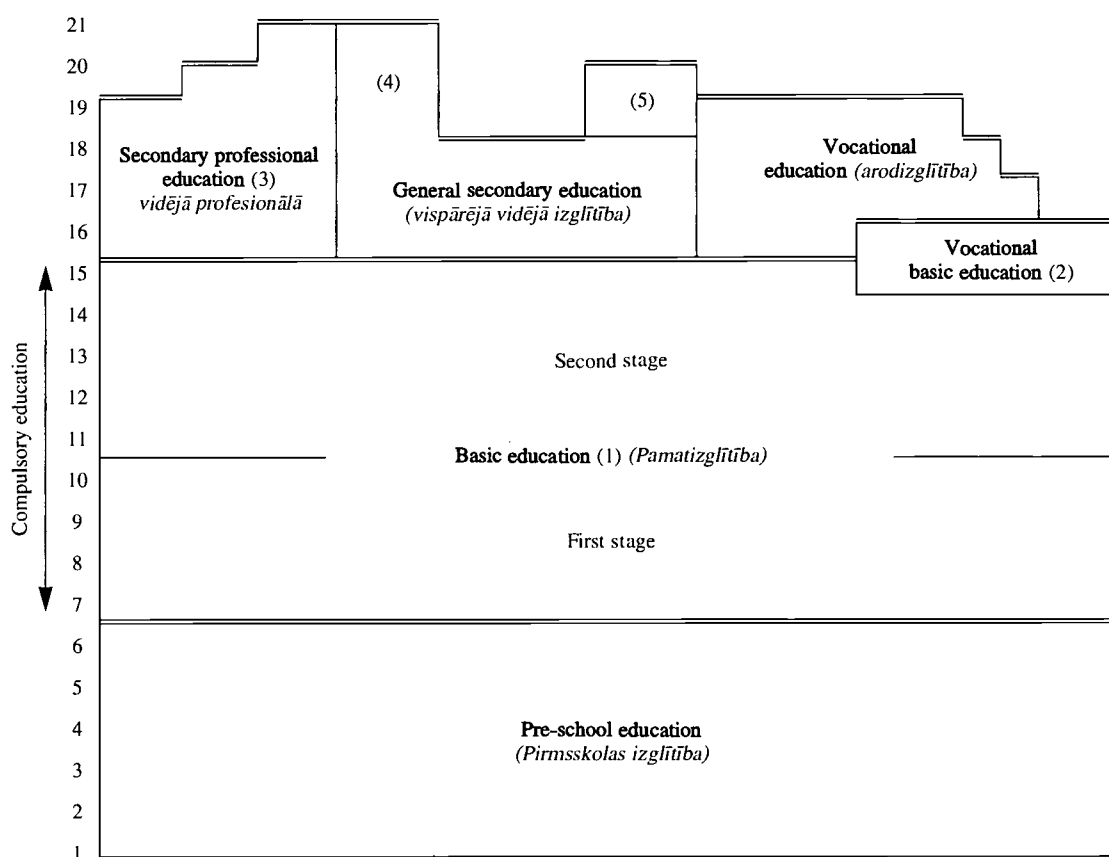 21
20
19
18
17
16
15
14
13
12
11
10
9
8
7
6
5
4
3
2
1
Compulsory education
(4)
(5)
Secondary professional
education (3)
vidējā profesionālā
General secondary education
(vispārējā vidējā izglītība)
Vocational
education (arodizglītība)
Vocational
basic education (2)
Second stage
Basic education (1) (Pamatizglītība)
First stage
Pre-school education
(Pirmsskolas izglītība)